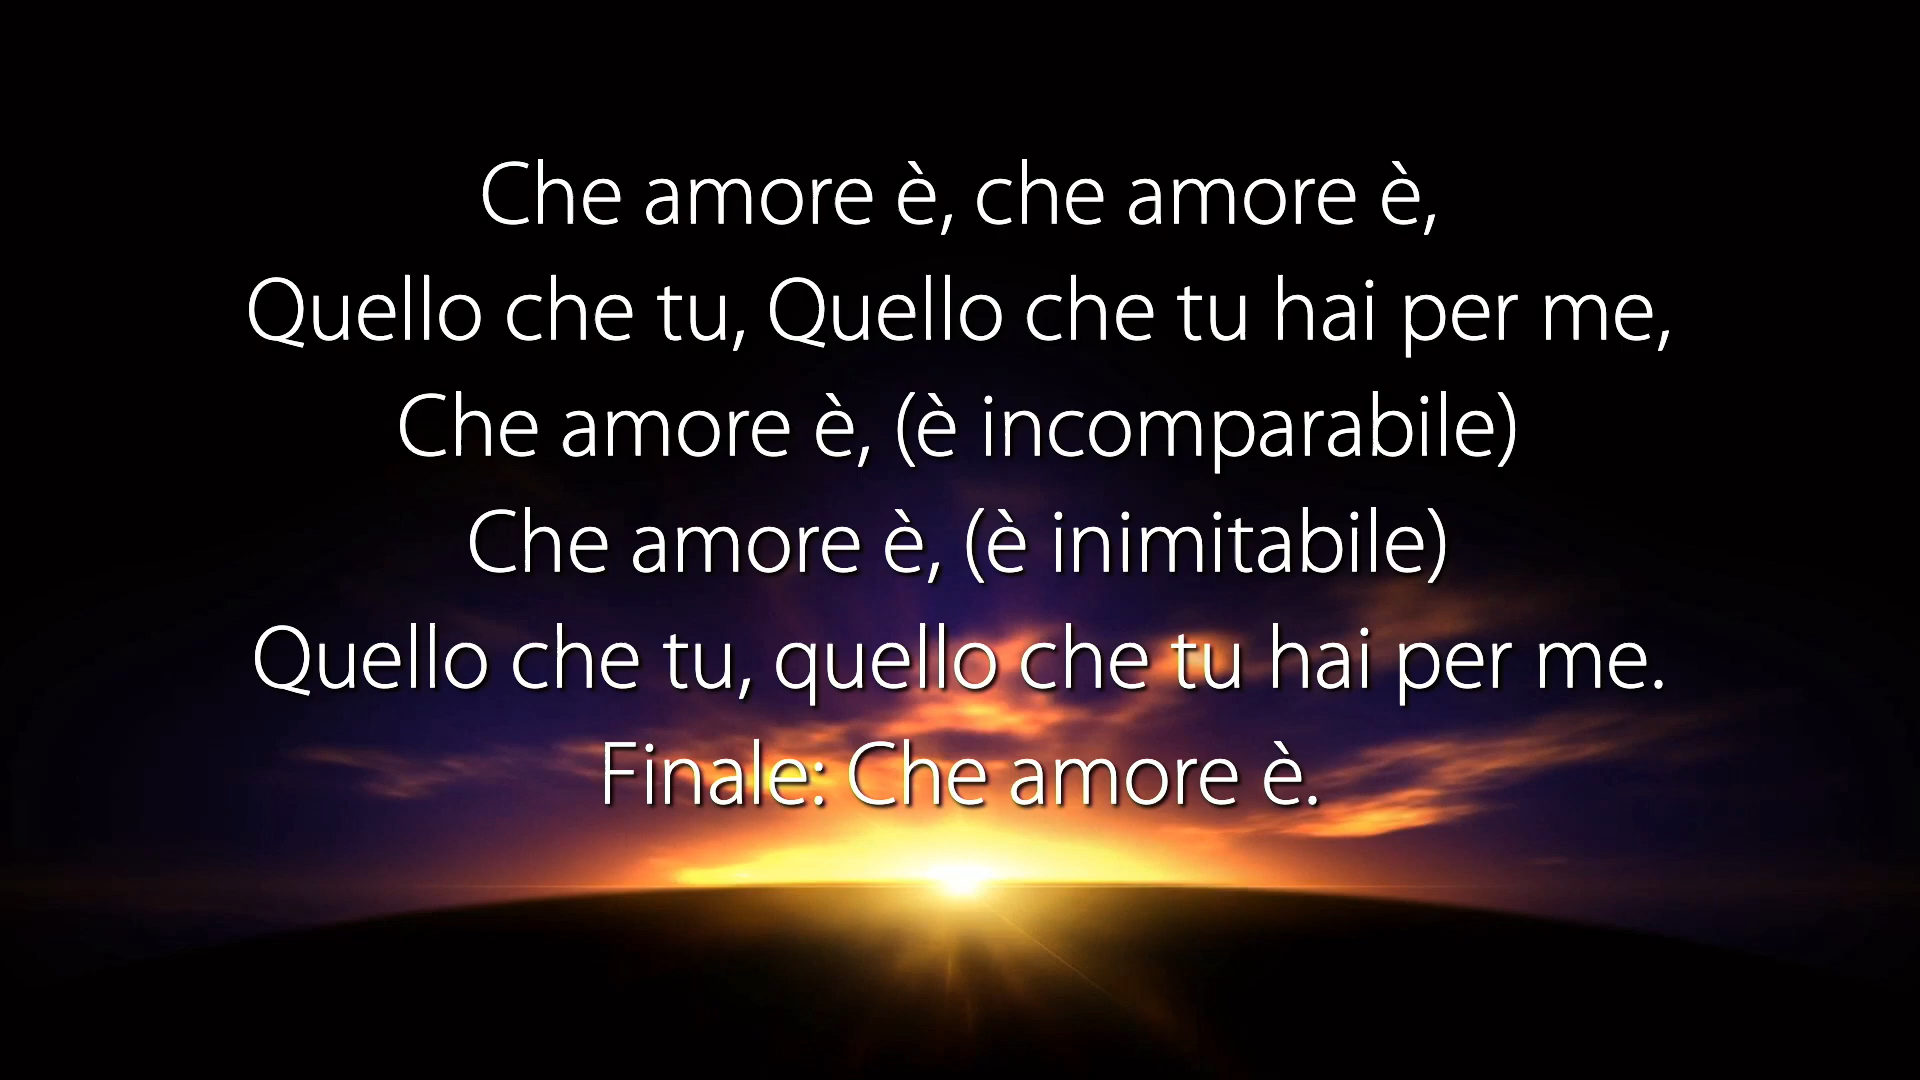 Che amore è, che amore è,
Quello che tu, Quello che tu hai per me,
Che amore è, (è incomparabile)
Che amore è, (è inimitabile)
Quello che tu, quello che tu hai per me.
Finale: Che amore è.